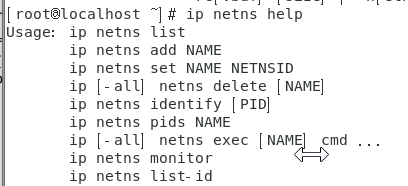 [root@localhost ~]# ip netns help
Usage: ip netns list
ip netns add NAME
ip netns set NAME NETNSID
ip [-all] netns delete [NAME]
ip netns identify [PID]
ip netns pids NAME
ip [-all] netns exec [NAME] cmd ...
ip netns monitor
ip netns list-id